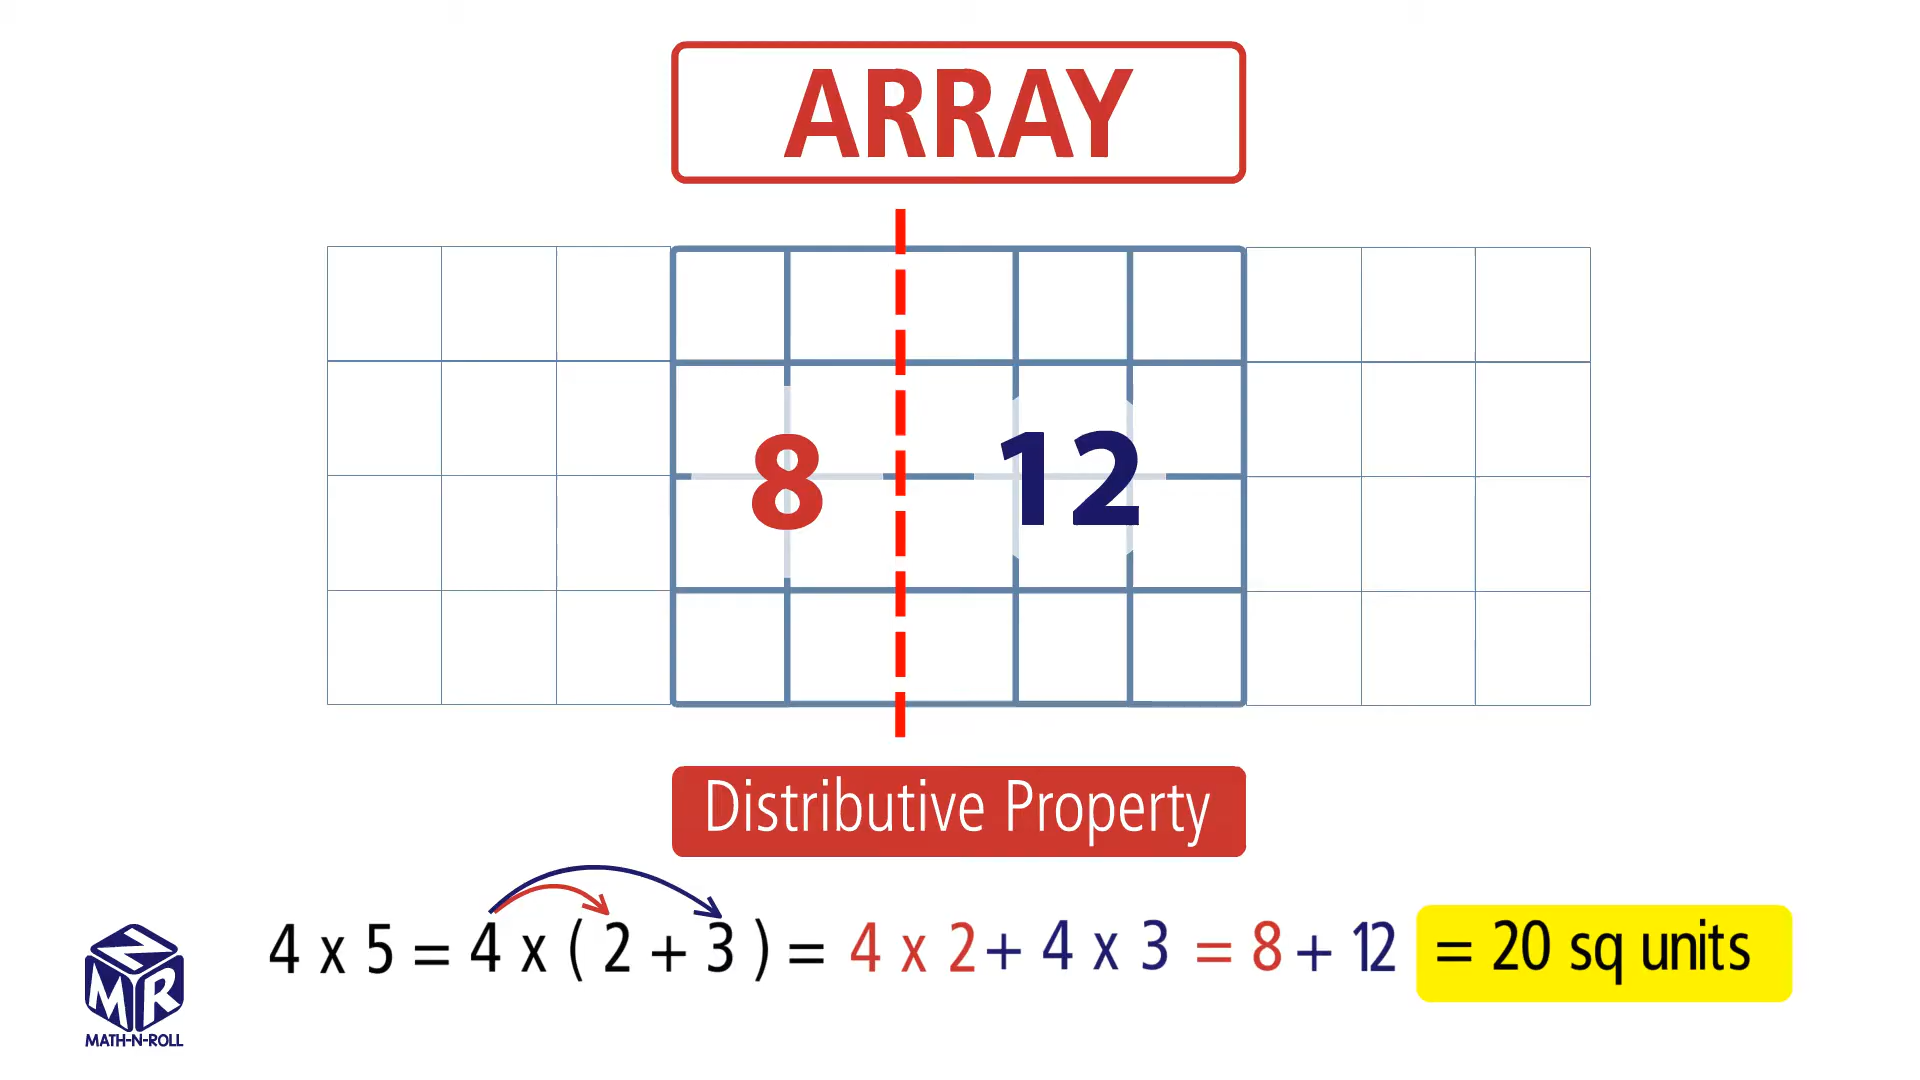 ARRAY
8 12
Distributive Property
4 x 5 = 4 x ( 2 + 3 ) = 4 x 2 + 4 x 3 = 8 + 12 = 20 sq units
N
M R
MATH-N-ROLL